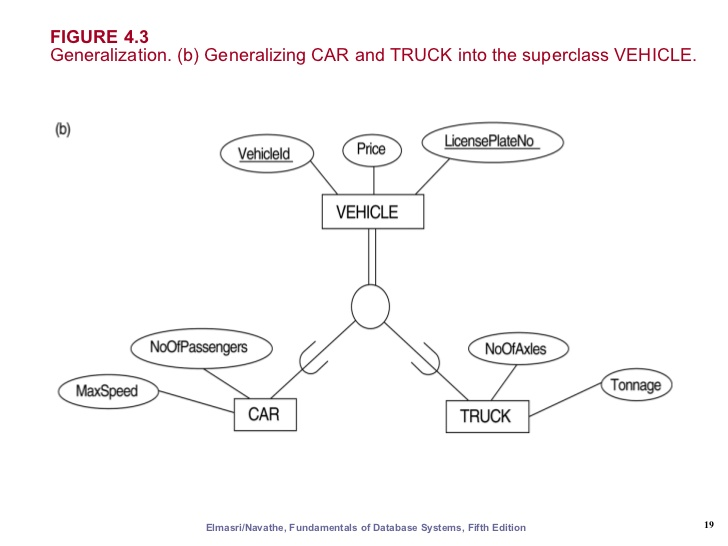 FIGURE 4.3
Generalization. (b) Generalizing CAR and TRUCK into the superclass VEHICLE.
(b)
VehicleId
Price
LicensePlateNo
VEHICLE
NoOfPassengers
NoOfAxles
MaxSpeed
Tonnage
CAR
TRUCK
Elmasri/Navathe, Fundamentals of Database Systems, Fifth Edition
19